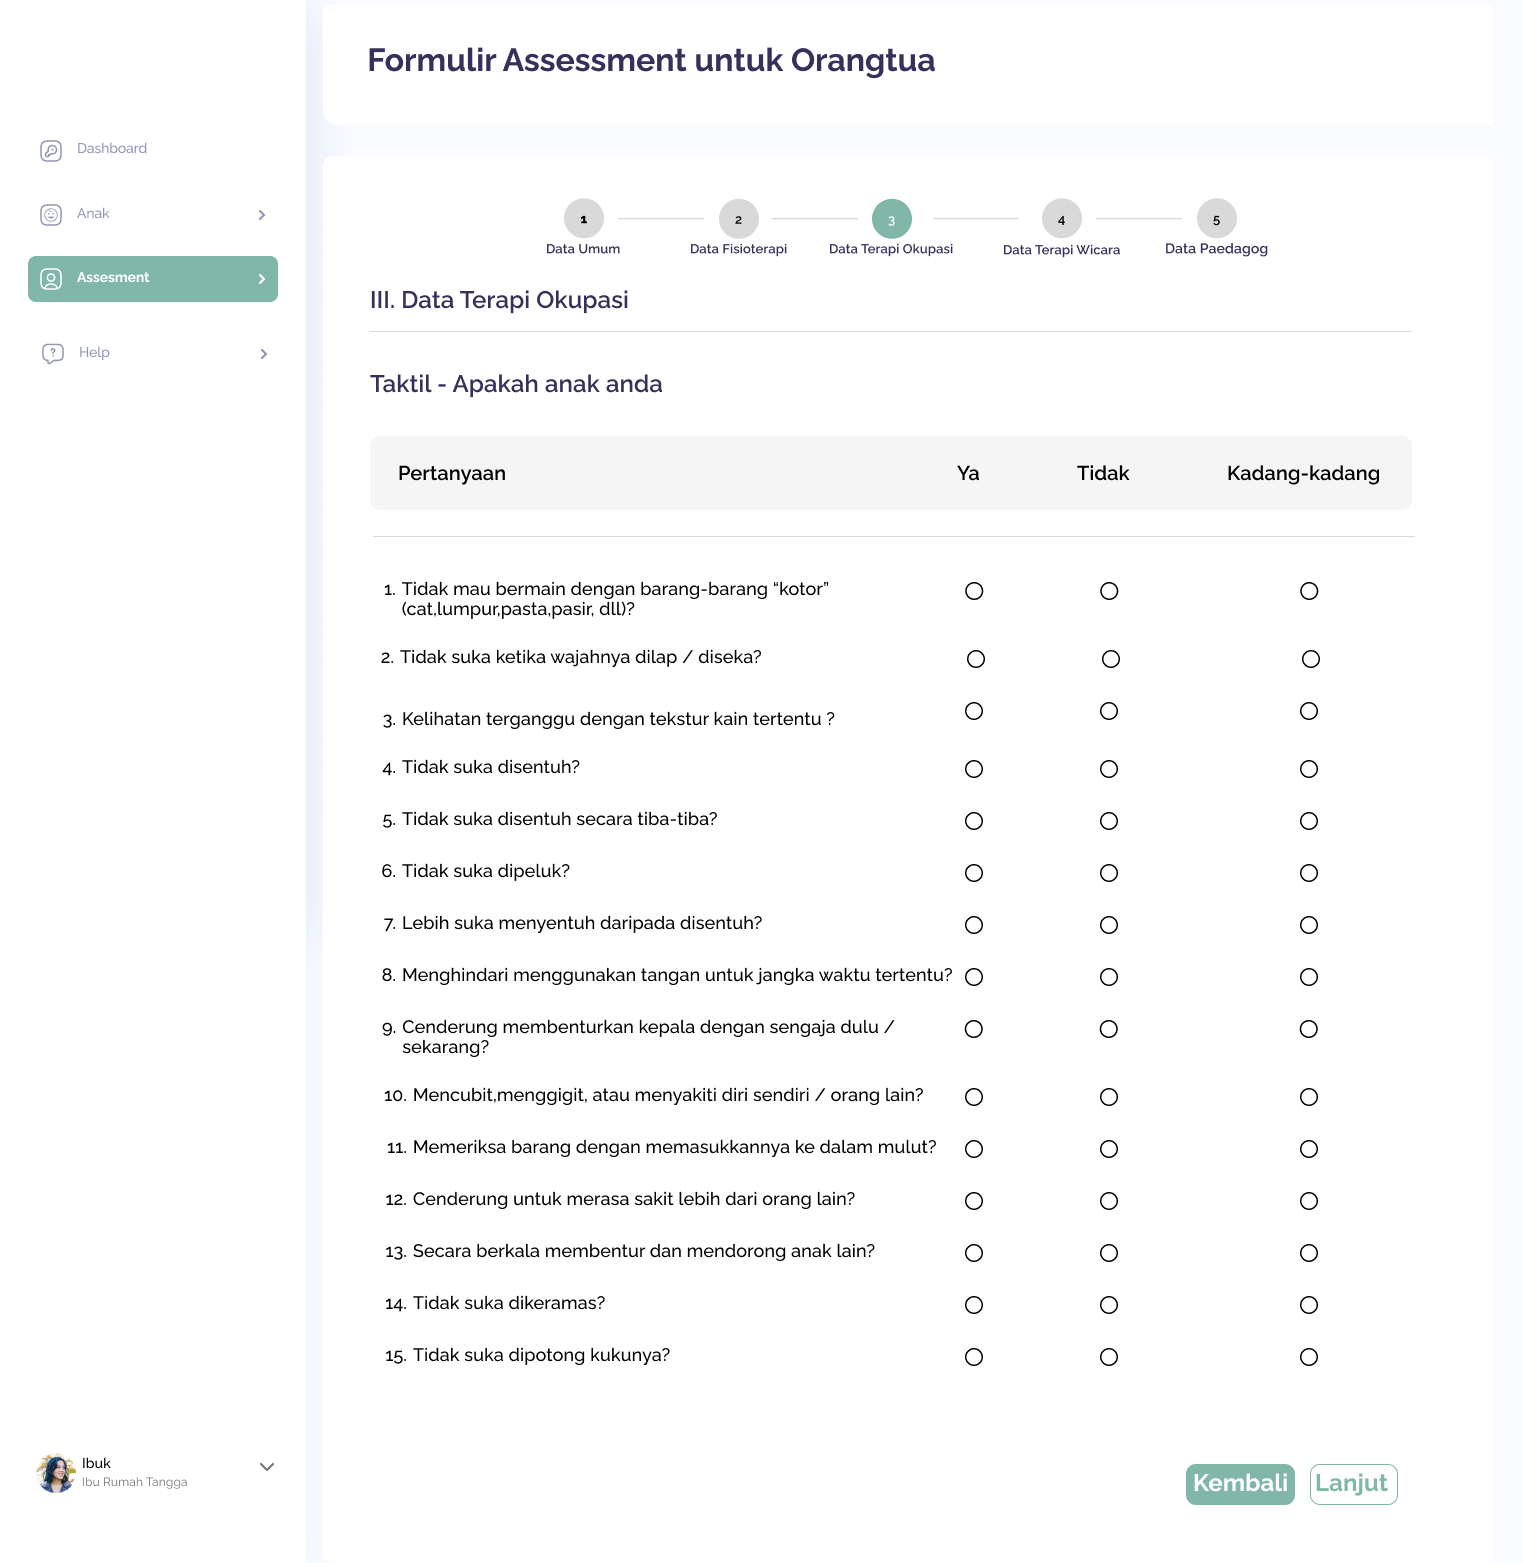 Formulir Assessment untuk Orangtua
Dashboard
Anak
Assesment
Help
1
2
3
4
5
Data Umum
Data Fisioterapi
Data Terapi Okupasi
Data Terapi Wicara
Data Paedagog
III. Data Terapi Okupasi
Taktil - Apakah anak anda
Pertanyaan Ya Tidak Kadang-kadang
1. Tidak mau bermain dengan barang-barang “kotor”
(cat,lumpur,pasta,pasir, dll)?
2. Tidak suka ketika wajahnya dilap / diseka?
3. Kelihatan terganggu dengan tekstur kain tertentu ?
4. Tidak suka disentuh?
5. Tidak suka disentuh secara tiba-tiba?
6. Tidak suka dipeluk?
7. Lebih suka menyentuh daripada disentuh?
8. Menghindari menggunakan tangan untuk jangka waktu tertentu?
9. Cenderung membenturkan kepala dengan sengaja dulu /
sekarang?
10. Mencubit,menggigit, atau menyakiti diri sendiri / orang lain?
11. Memeriksa barang dengan memasukkannya ke dalam mulut?
12. Cenderung untuk merasa sakit lebih dari orang lain?
13. Secara berkala membentur dan mendorong anak lain?
14. Tidak suka dikeramas?
15. Tidak suka dipotong kukunya?
Ibuk
Ibu Rumah Tangga
Kembali
Lanjut